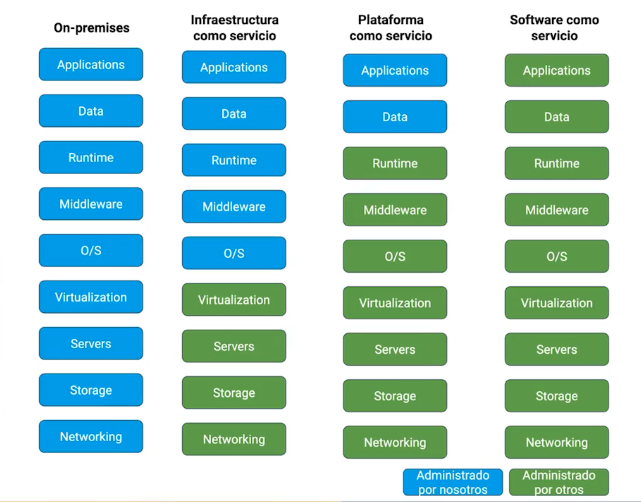 On-premises
Applications
Data
Runtime
Middleware
O/S
Virtualization
Servers
Storage
Networking
Infraestructura
como servicio
Applications
Data
Runtime
Middleware
O/S
Virtualization
Servers
Storage
Networking
Plataforma
como servicio
Applications
Data
Runtime
Middleware
O/S
Virtualization
Servers
Storage
Networking
Software como
servicio
Applications
Data
Runtime
Middleware
O/S
Virtualization
Servers
Storage
Networking
Administrado
por nosotros
Administrado
por otros